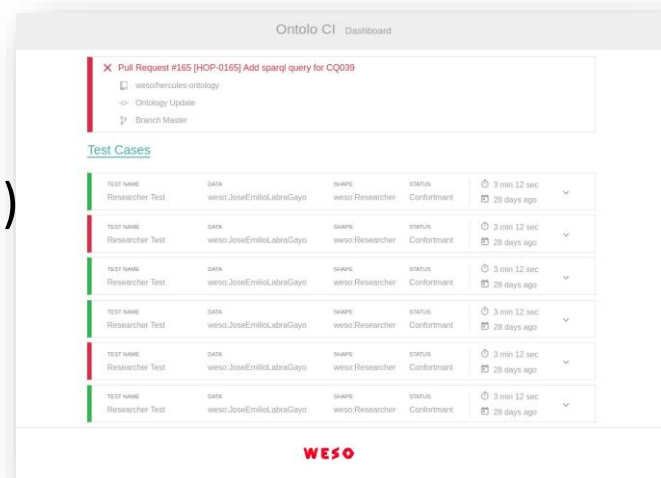 Ontolo CI Dashboard
Pull Request #165 [HOP-0165] Add sparql query for CQ039
weso/hercules-ontology
Ontology Update
Branch Master
Test Cases
TEST NAME DATA SHAPE STATUS 3 min 12 sec
Researcher Test weso:JoseEmilioLabraGayo weso:Researcher Confortmant 28 days ago
)
TEST NAME DATA SHAPE STATUS 3 min 12 sec
Researcher Test weso:JoseEmilioLabraGayo weso:Researcher Confortmant 28 days ago
TEST NAME DATA SHAPE STATUS 3 min 12 sec
Researcher Test weso:JoseEmilioLabraGayo weso:Researcher Confortmant 28 days ago
TEST NAME DATA SHAPE STATUS 3 min 12 sec
Researcher Test weso:JoseEmilioLabraGayo weso:Researcher Confortmant 28 days ago
TEST NAME DATA SHAPE STATUS 3 min 12 sec
Researcher Test weso:JoseEmilioLabraGayo weso:Researcher Confortmant 28 days ago
TEST NAME DATA SHAPE STATUS 3 min 12 sec
Researcher Test weso:JoseEmilioLabraGayo weso:Researcher Confortmant 28 days ago
WESO